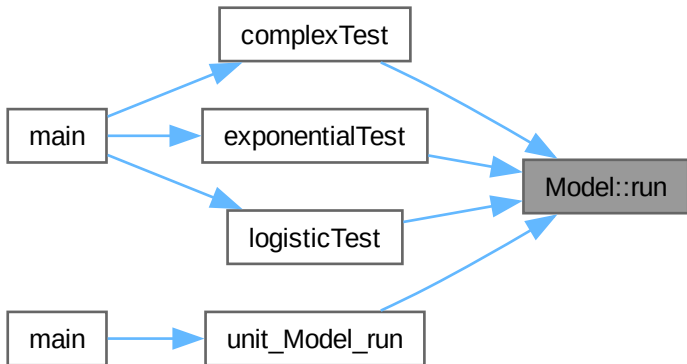 complexTest
main
exponentialTest
Model::run
logisticTest
main
unit_Model_run